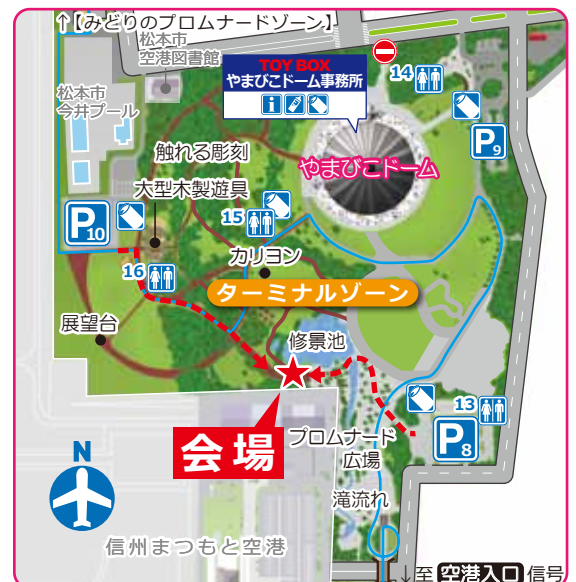 ↑【みどりのプロムナードゾーン】
松本市
空港図書館
松本市
今井プール
TOY BOX
やまびこドーム事務所
i
14
P9
触れる彫刻
やまびこドーム
大型木製遊具
P10
15
16
カリヨン
ターミナルゾーン
展望台
修景池
会場
プロムナード
広場
13
P8
滝流れ
N
信州まつもと空港
↓至 空港入口 信号